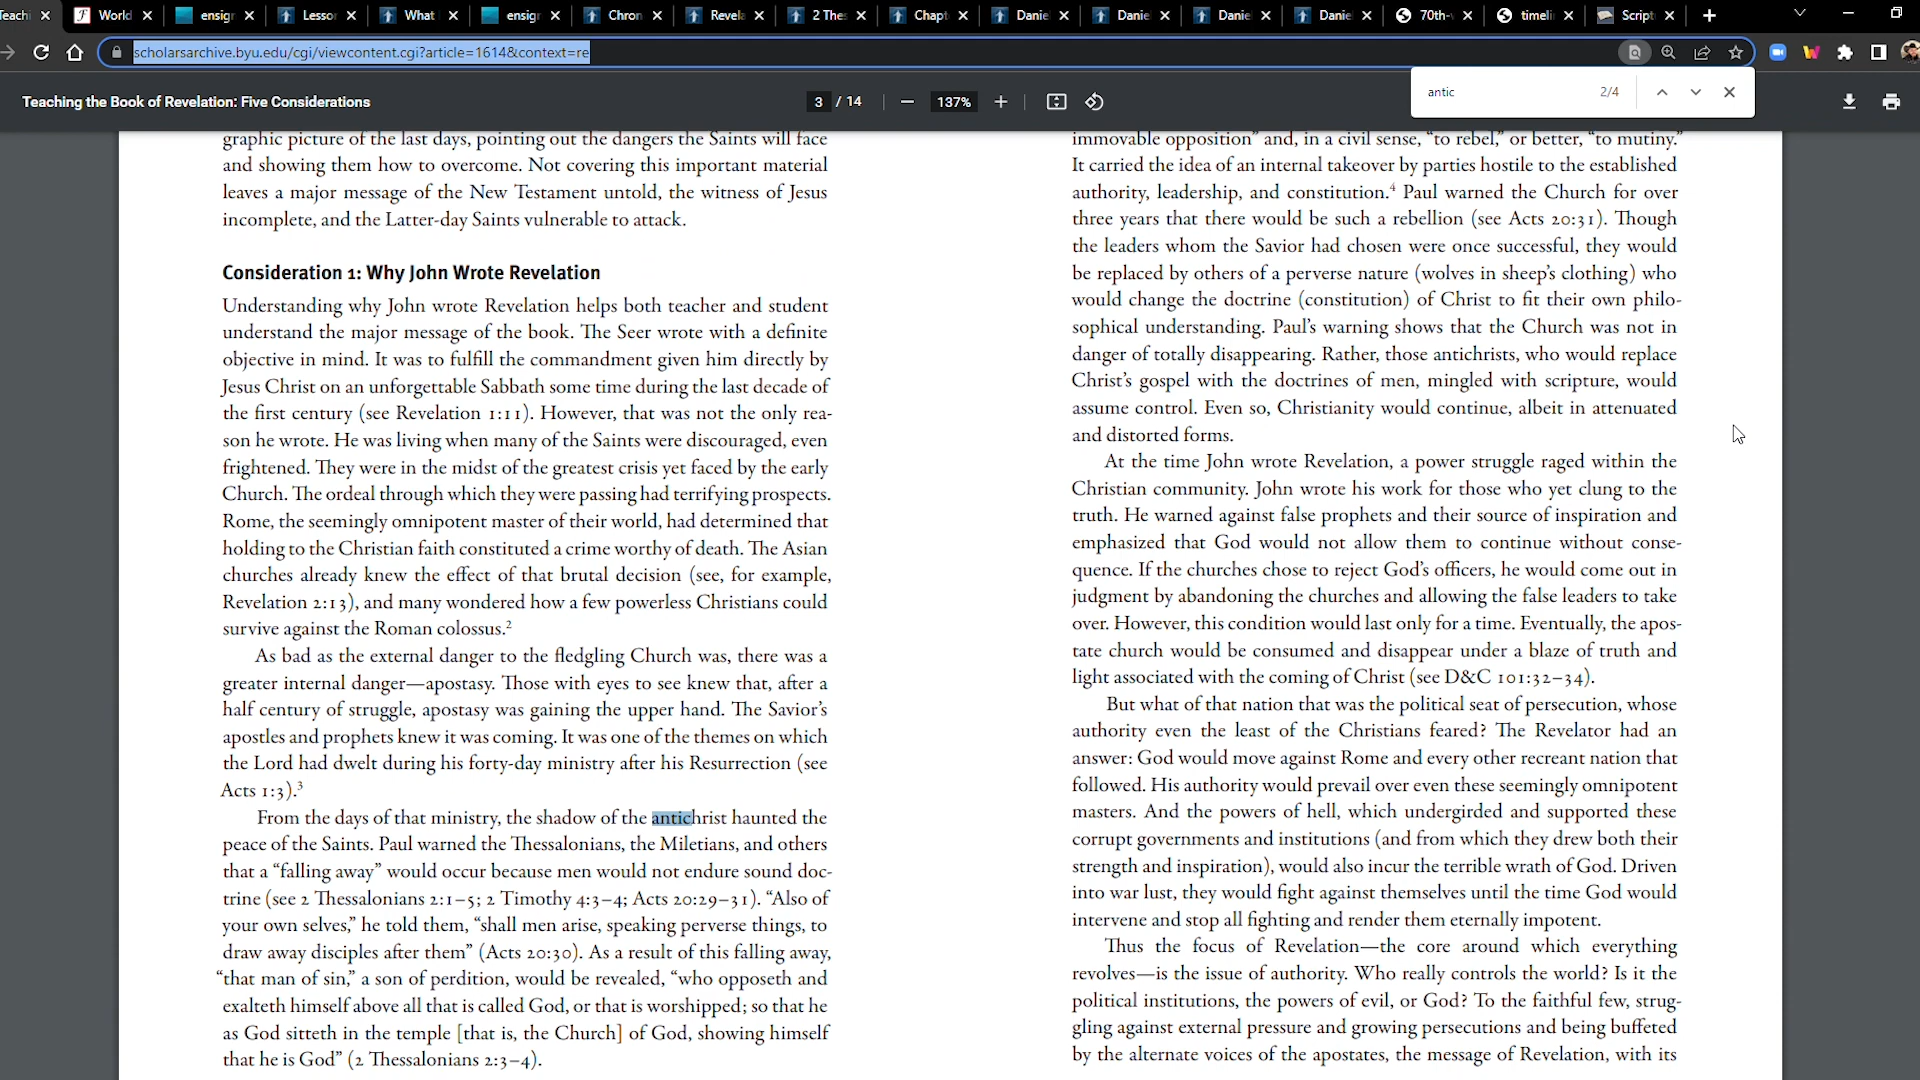 Teachi
World
ensigr
Lesso
What
ensigr
Chron
Revela
2 Thes
Chapt
Danie
Danie
Danie
Danie
70th-
timeli
Script
scholarsarchive.byu.edu/cgi/viewcontent.cgi?article=1614&context=re
Teaching the Book of Revelation: Five Considerations
3 / 14
137%
antic
2/4
graphic picture of the last days, pointing out the dangers the Saints will face
and showing them how to overcome. Not covering this important material
leaves a major message of the New Testament untold, the witness of Jesus
incomplete, and the Latter-day Saints vulnerable to attack.
Consideration 1: Why John Wrote Revelation
Understanding why John wrote Revelation helps both teacher and student
understand the major message of the book. The Seer wrote with a definite
objective in mind. It was to fulfill the commandment given him directly by
Jesus Christ on an unforgettable Sabbath some time during the last decade of
the first century (see Revelation 1:11). However, that was not the only rea-
son he wrote. He was living when many of the Saints were discouraged, even
frightened. They were in the midst of the greatest crisis yet faced by the early
Church. The ordeal through which they were passing had terrifying prospects.
Rome, the seemingly omnipotent master of their world, had determined that
holding to the Christian faith constituted a crime worthy of death. The Asian
churches already knew the effect of that brutal decision (see, for example,
Revelation 2:13), and many wondered how a few powerless Christians could
survive against the Roman colossus.2
As bad as the external danger to the fledgling Church was, there was a
greater internal danger—apostasy. Those with eyes to see knew that, after a
half century of struggle, apostasy was gaining the upper hand. The Savior's
apostles and prophets knew it was coming. It was one of the themes on which
the Lord had dwelt during his forty-day ministry after his Resurrection (see
Acts 1:3).3
From the days of that ministry, the shadow of the antichrist haunted the
peace of the Saints. Paul warned the Thessalonians, the Miletians, and others
that a “falling away” would occur because men would not endure sound doc-
trine (see 2 Thessalonians 2:1–5; 2 Timothy 4:3–4; Acts 20:29–31). “Also of
your own selves,” he told them, “shall men arise, speaking perverse things, to
draw away disciples after them” (Acts 20:30). As a result of this falling away,
“that man of sin,” a son of perdition, would be revealed, “who opposeth and
exalteth himself above all that is called God, or that is worshipped; so that he
as God sitteth in the temple [that is, the Church] of God, showing himself
that he is God” (2 Thessalonians 2:3–4).
immovable opposition” and, in a civil sense, “to rebel,” or better, “to mutiny.”
It carried the idea of an internal takeover by parties hostile to the established
authority, leadership, and constitution.4 Paul warned the Church for over
three years that there would be such a rebellion (see Acts 20:31). Though
the leaders whom the Savior had chosen were once successful, they would
be replaced by others of a perverse nature (wolves in sheep's clothing) who
would change the doctrine (constitution) of Christ to fit their own philo-
sophical understanding. Paul's warning shows that the Church was not in
danger of totally disappearing. Rather, those antichrists, who would replace
Christ's gospel with the doctrines of men, mingled with scripture, would
assume control. Even so, Christianity would continue, albeit in attenuated
and distorted forms.
At the time John wrote Revelation, a power struggle raged within the
Christian community. John wrote his work for those who yet clung to the
truth. He warned against false prophets and their source of inspiration and
emphasized that God would not allow them to continue without conse-
quence. If the churches chose to reject God's officers, he would come out in
judgment by abandoning the churches and allowing the false leaders to take
over. However, this condition would last only for a time. Eventually, the apos-
tate church would be consumed and disappear under a blaze of truth and
light associated with the coming of Christ (see D&C 101:32–34).
But what of that nation that was the political seat of persecution, whose
authority even the least of the Christians feared? The Revelator had an
answer: God would move against Rome and every other recreant nation that
followed. His authority would prevail over even these seemingly omnipotent
masters. And the powers of hell, which undergirded and supported these
corrupt governments and institutions (and from which they drew both their
strength and inspiration), would also incur the terrible wrath of God. Driven
into war lust, they would fight against themselves until the time God would
intervene and stop all fighting and render them eternally impotent.
Thus the focus of Revelation—the core around which everything
revolves—is the issue of authority. Who really controls the world? Is it the
political institutions, the powers of evil, or God? To the faithful few, strug-
gling against external pressure and growing persecutions and being buffeted
by the alternate voices of the apostates, the message of Revelation, with its